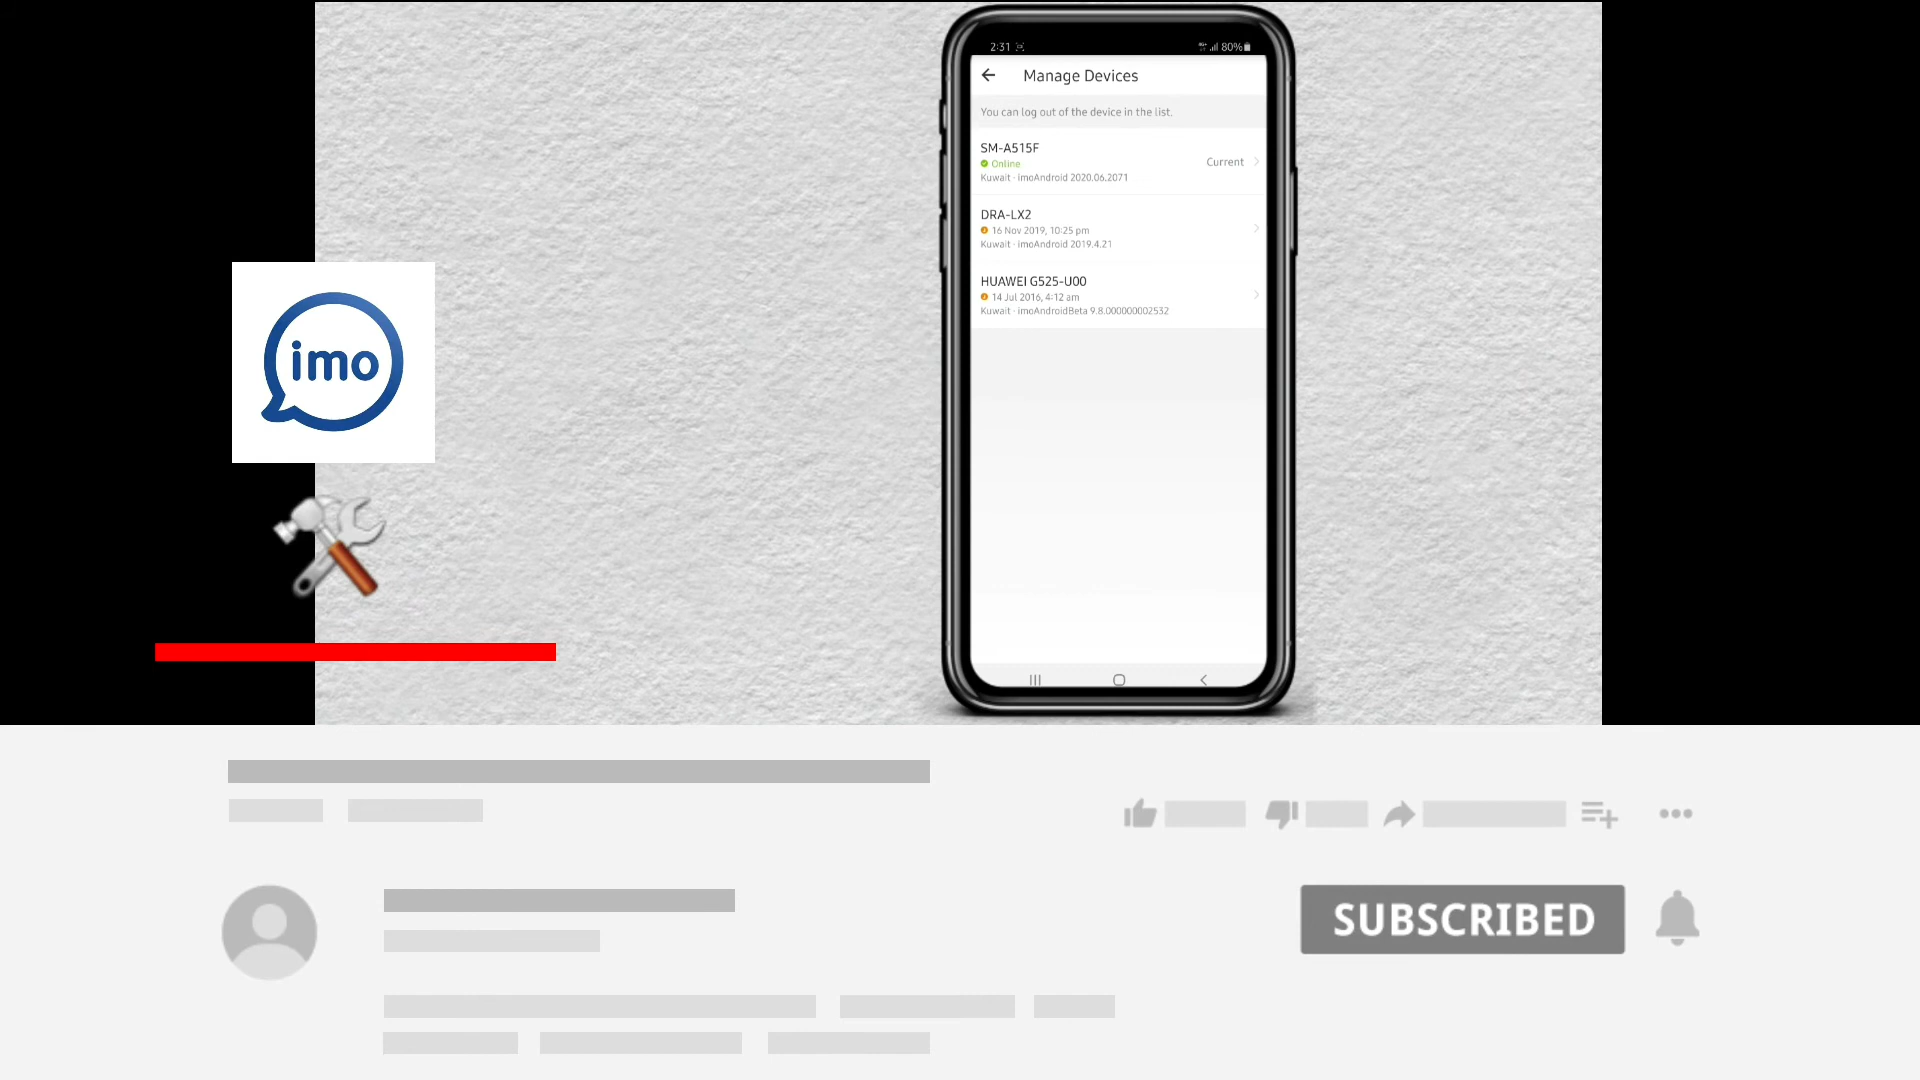 2:31
80%
Manage Devices
You can log out of the device in the list.
SM-A515F
Online
Current
Kuwait · imoAndroid 2020.06.2071
DRA-LX2
16 Nov 2019, 10:25 pm
Kuwait · imoAndroid 2019.4.21
HUAWEI G525-U00
14 Jul 2016, 4:12 am
Kuwait · imoAndroidBeta 9.8.000000002532
imo
SUBSCRIBED